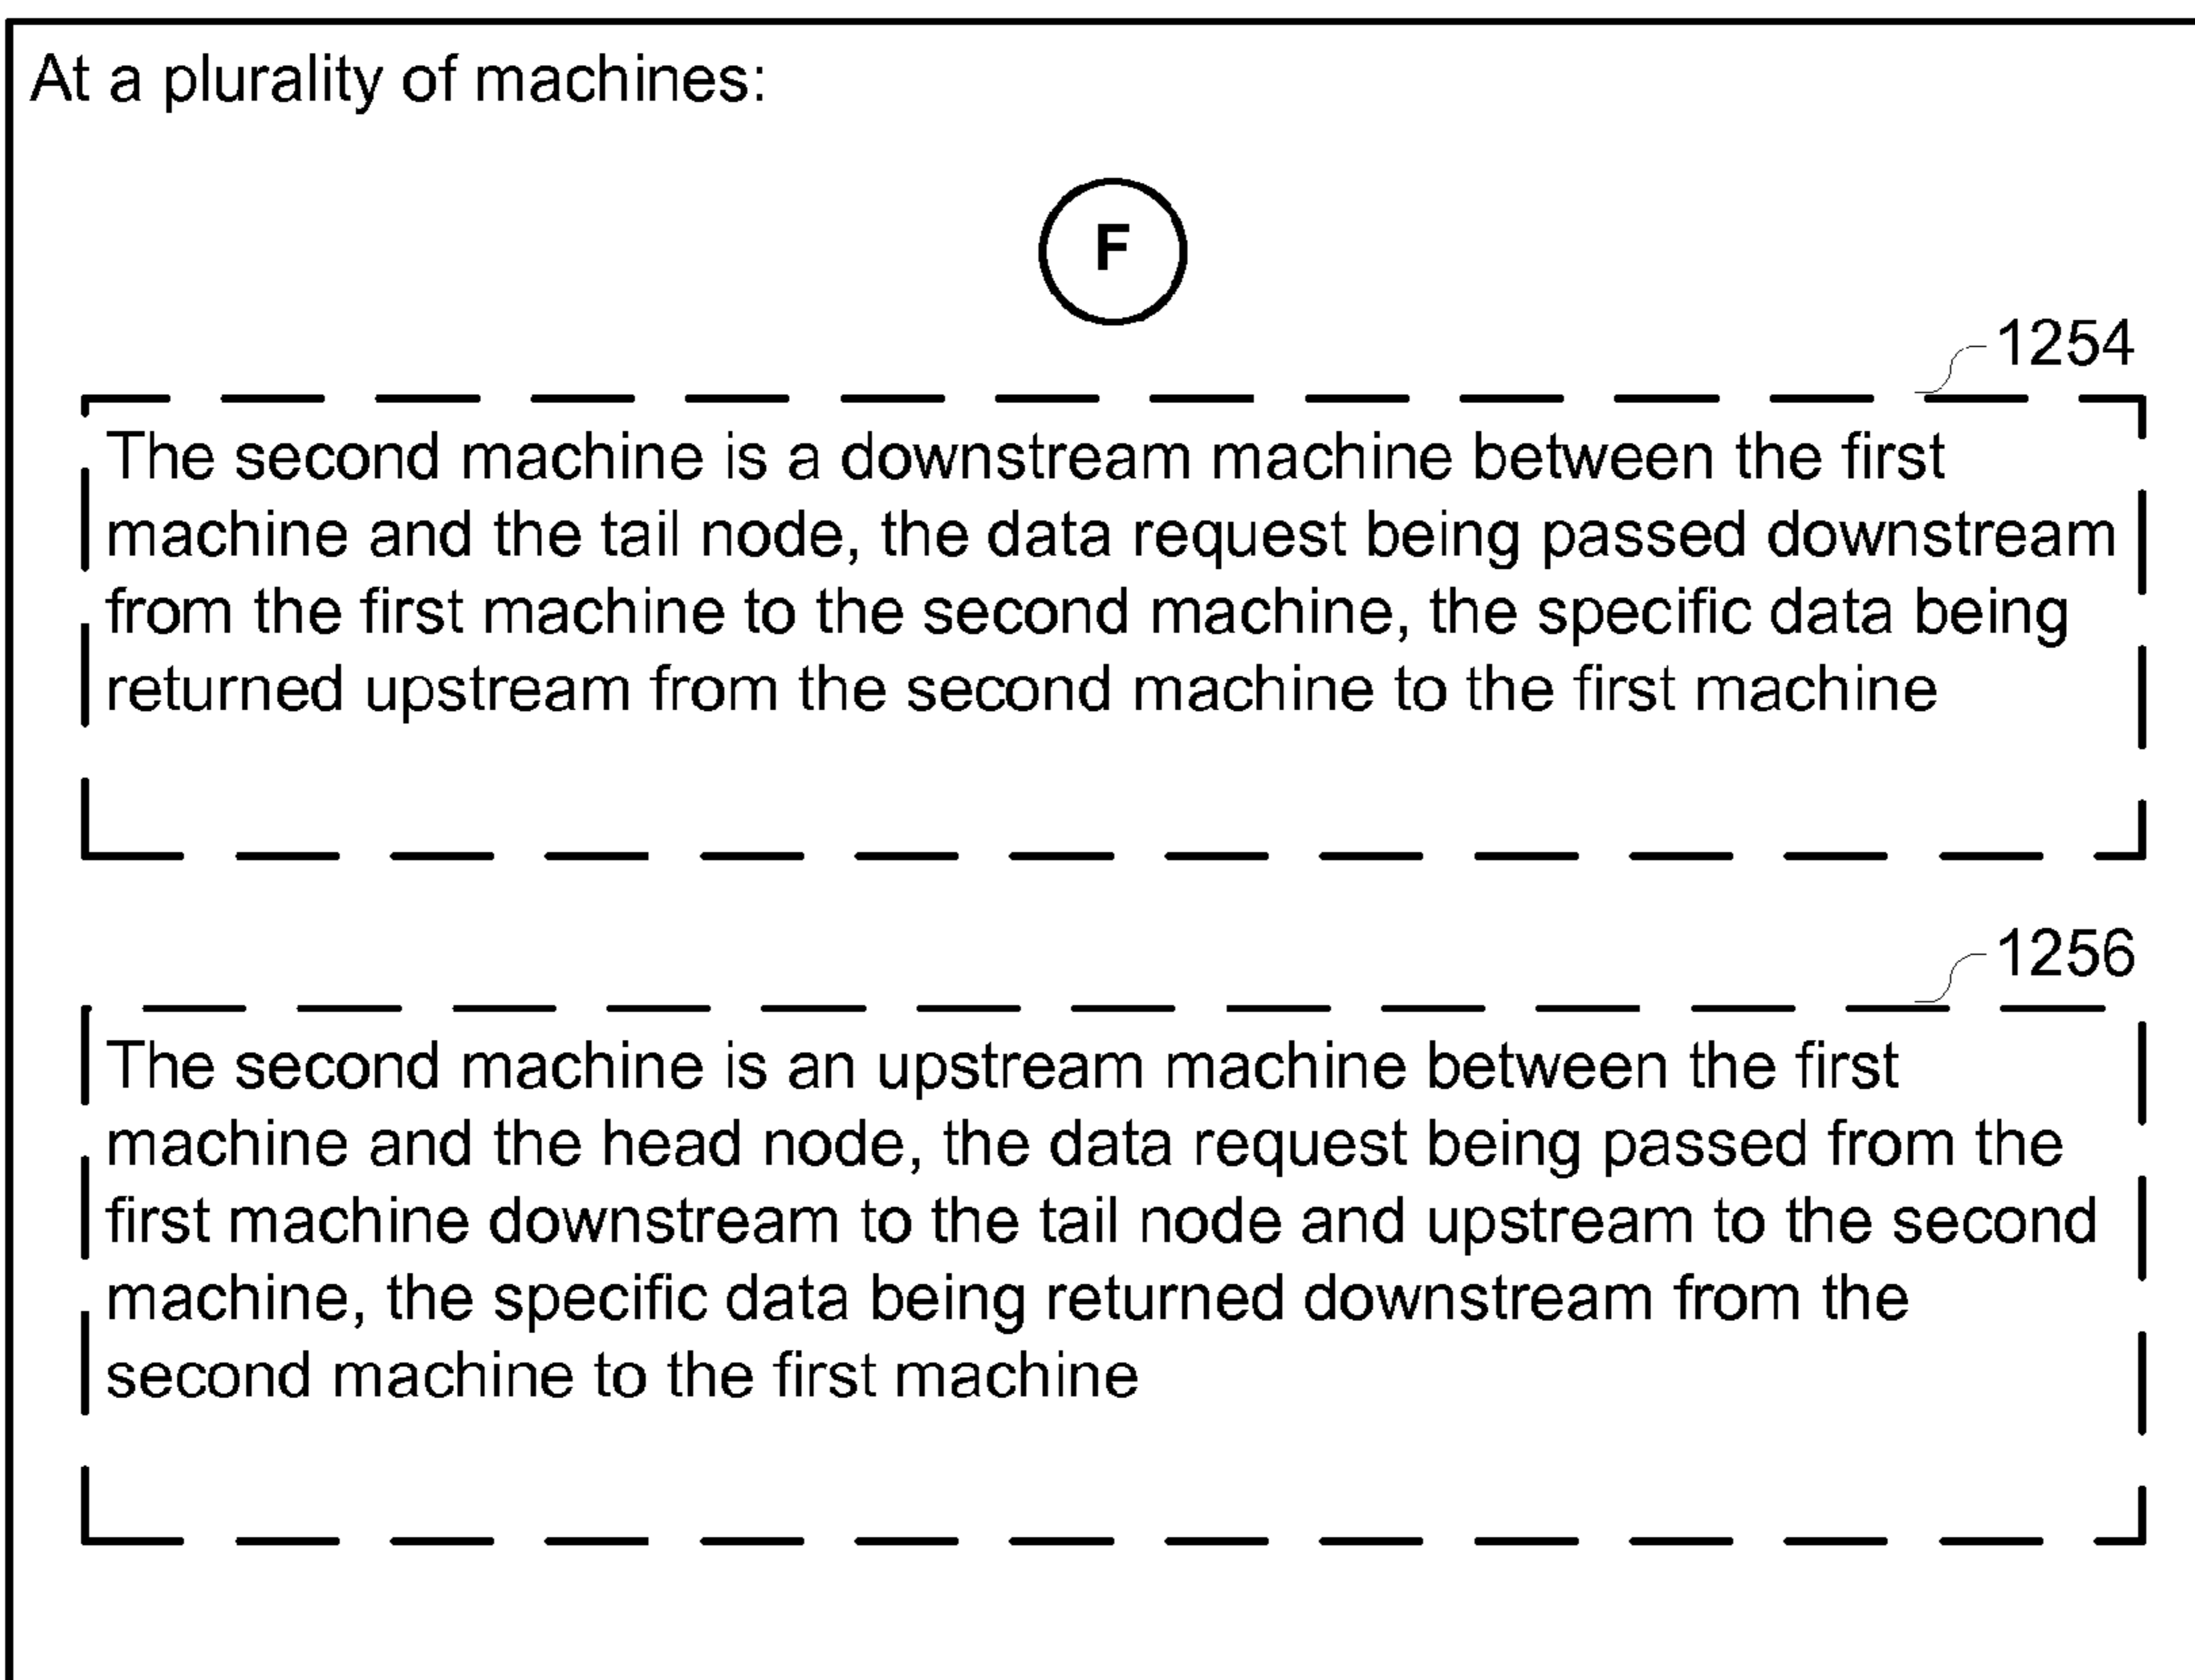 At a plurality of machines:
F
1254
The second machine is a downstream machine between the first
machine and the tail node, the data request being passed downstream
from the first machine to the second machine, the specific data being
returned upstream from the second machine to the first machine
1256
The second machine is an upstream machine between the first
machine and the head node, the data request being passed from the
first machine downstream to the tail node and upstream to the second
machine, the specific data being returned downstream from the
second machine to the first machine